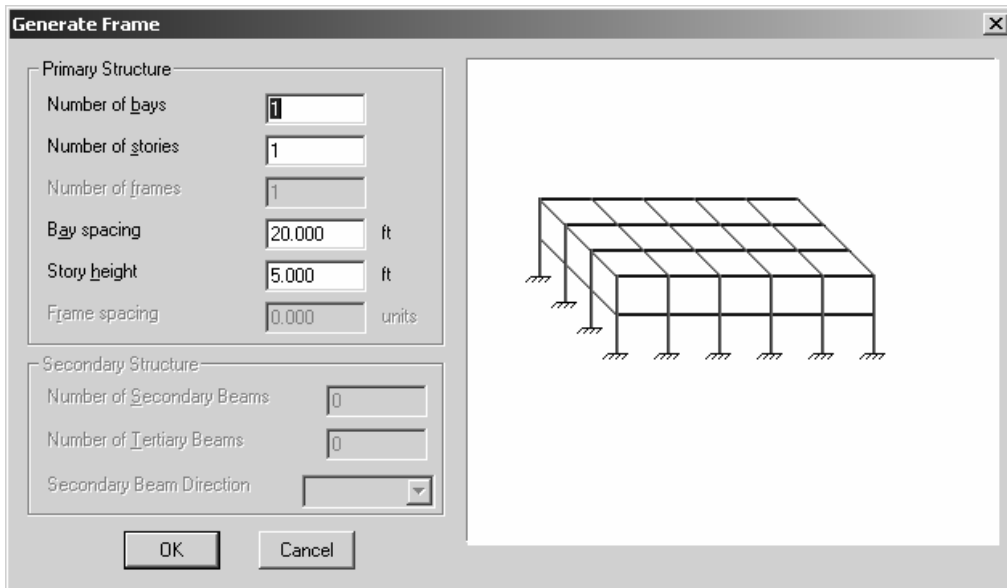 Generate Frame
Primary Structure
Number of bays 1
Number of stories 1
Number of frames 1
Bay spacing 20.000 ft
Story height 5.000 ft
Frame spacing 0.000 units
Secondary Structure
Number of Secondary Beams 0
Number of Tertiary Beams 0
Secondary Beam Direction
OK Cancel